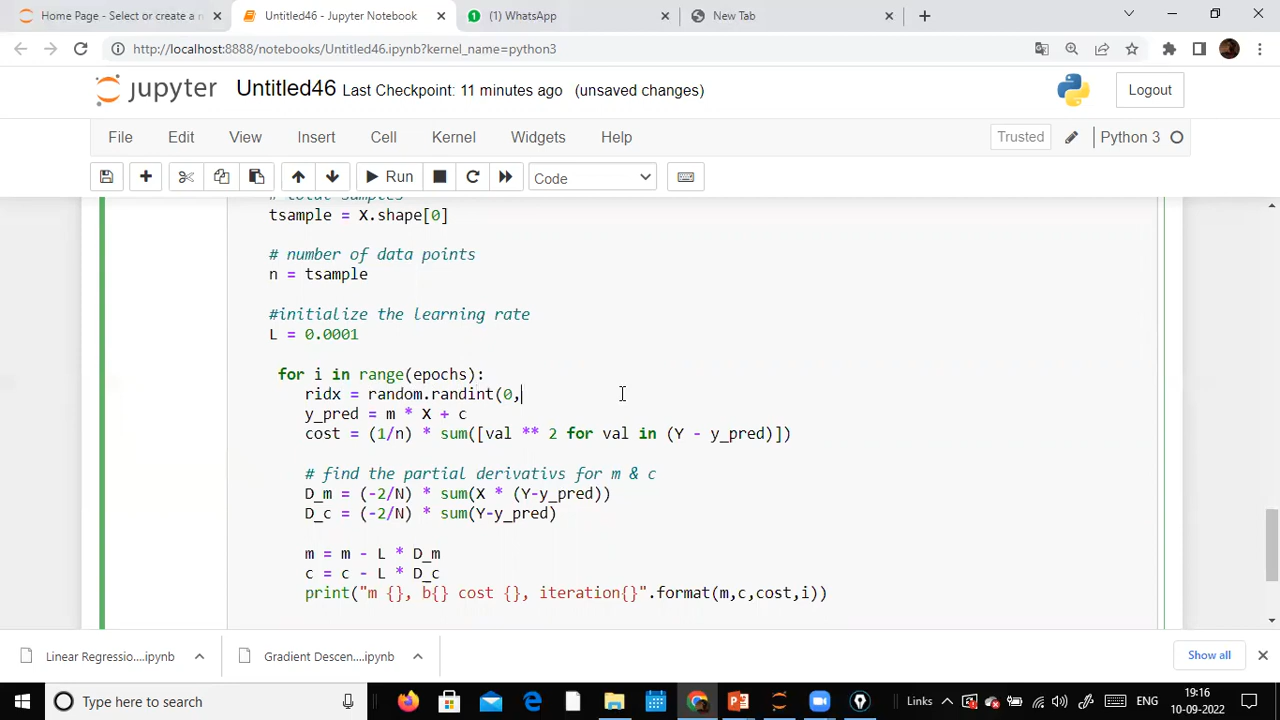 Home Page - Select or create a n
Untitled46 - Jupyter Notebook
(1) WhatsApp
New Tab
http://localhost:8888/notebooks/Untitled46.ipynb?kernel_name=python3
jupyter Untitled46 Last Checkpoint: 11 minutes ago (unsaved changes)
Logout
File Edit View Insert Cell Kernel Widgets Help
Trusted Python 3
Run Code
# total samples
tsample = X.shape[0]
# number of data points
n = tsample
#initialize the learning rate
L = 0.0001
for i in range(epochs):
ridx = random.randint(0,
y_pred = m * X + c
cost = (1/n) * sum([val ** 2 for val in (Y - y_pred)])
# find the partial derivativs for m & c
D_m = (-2/N) * sum(X * (Y-y_pred))
D_c = (-2/N) * sum(Y-y_pred)
m = m - L * D_m
c = c - L * D_c
print("m {}, b{} cost {}, iteration{}".format(m,c,cost,i))
Linear Regressio....ipynb
Gradient Descen....ipynb
Show all
Type here to search
Links
ENG
19:16
10-09-2022